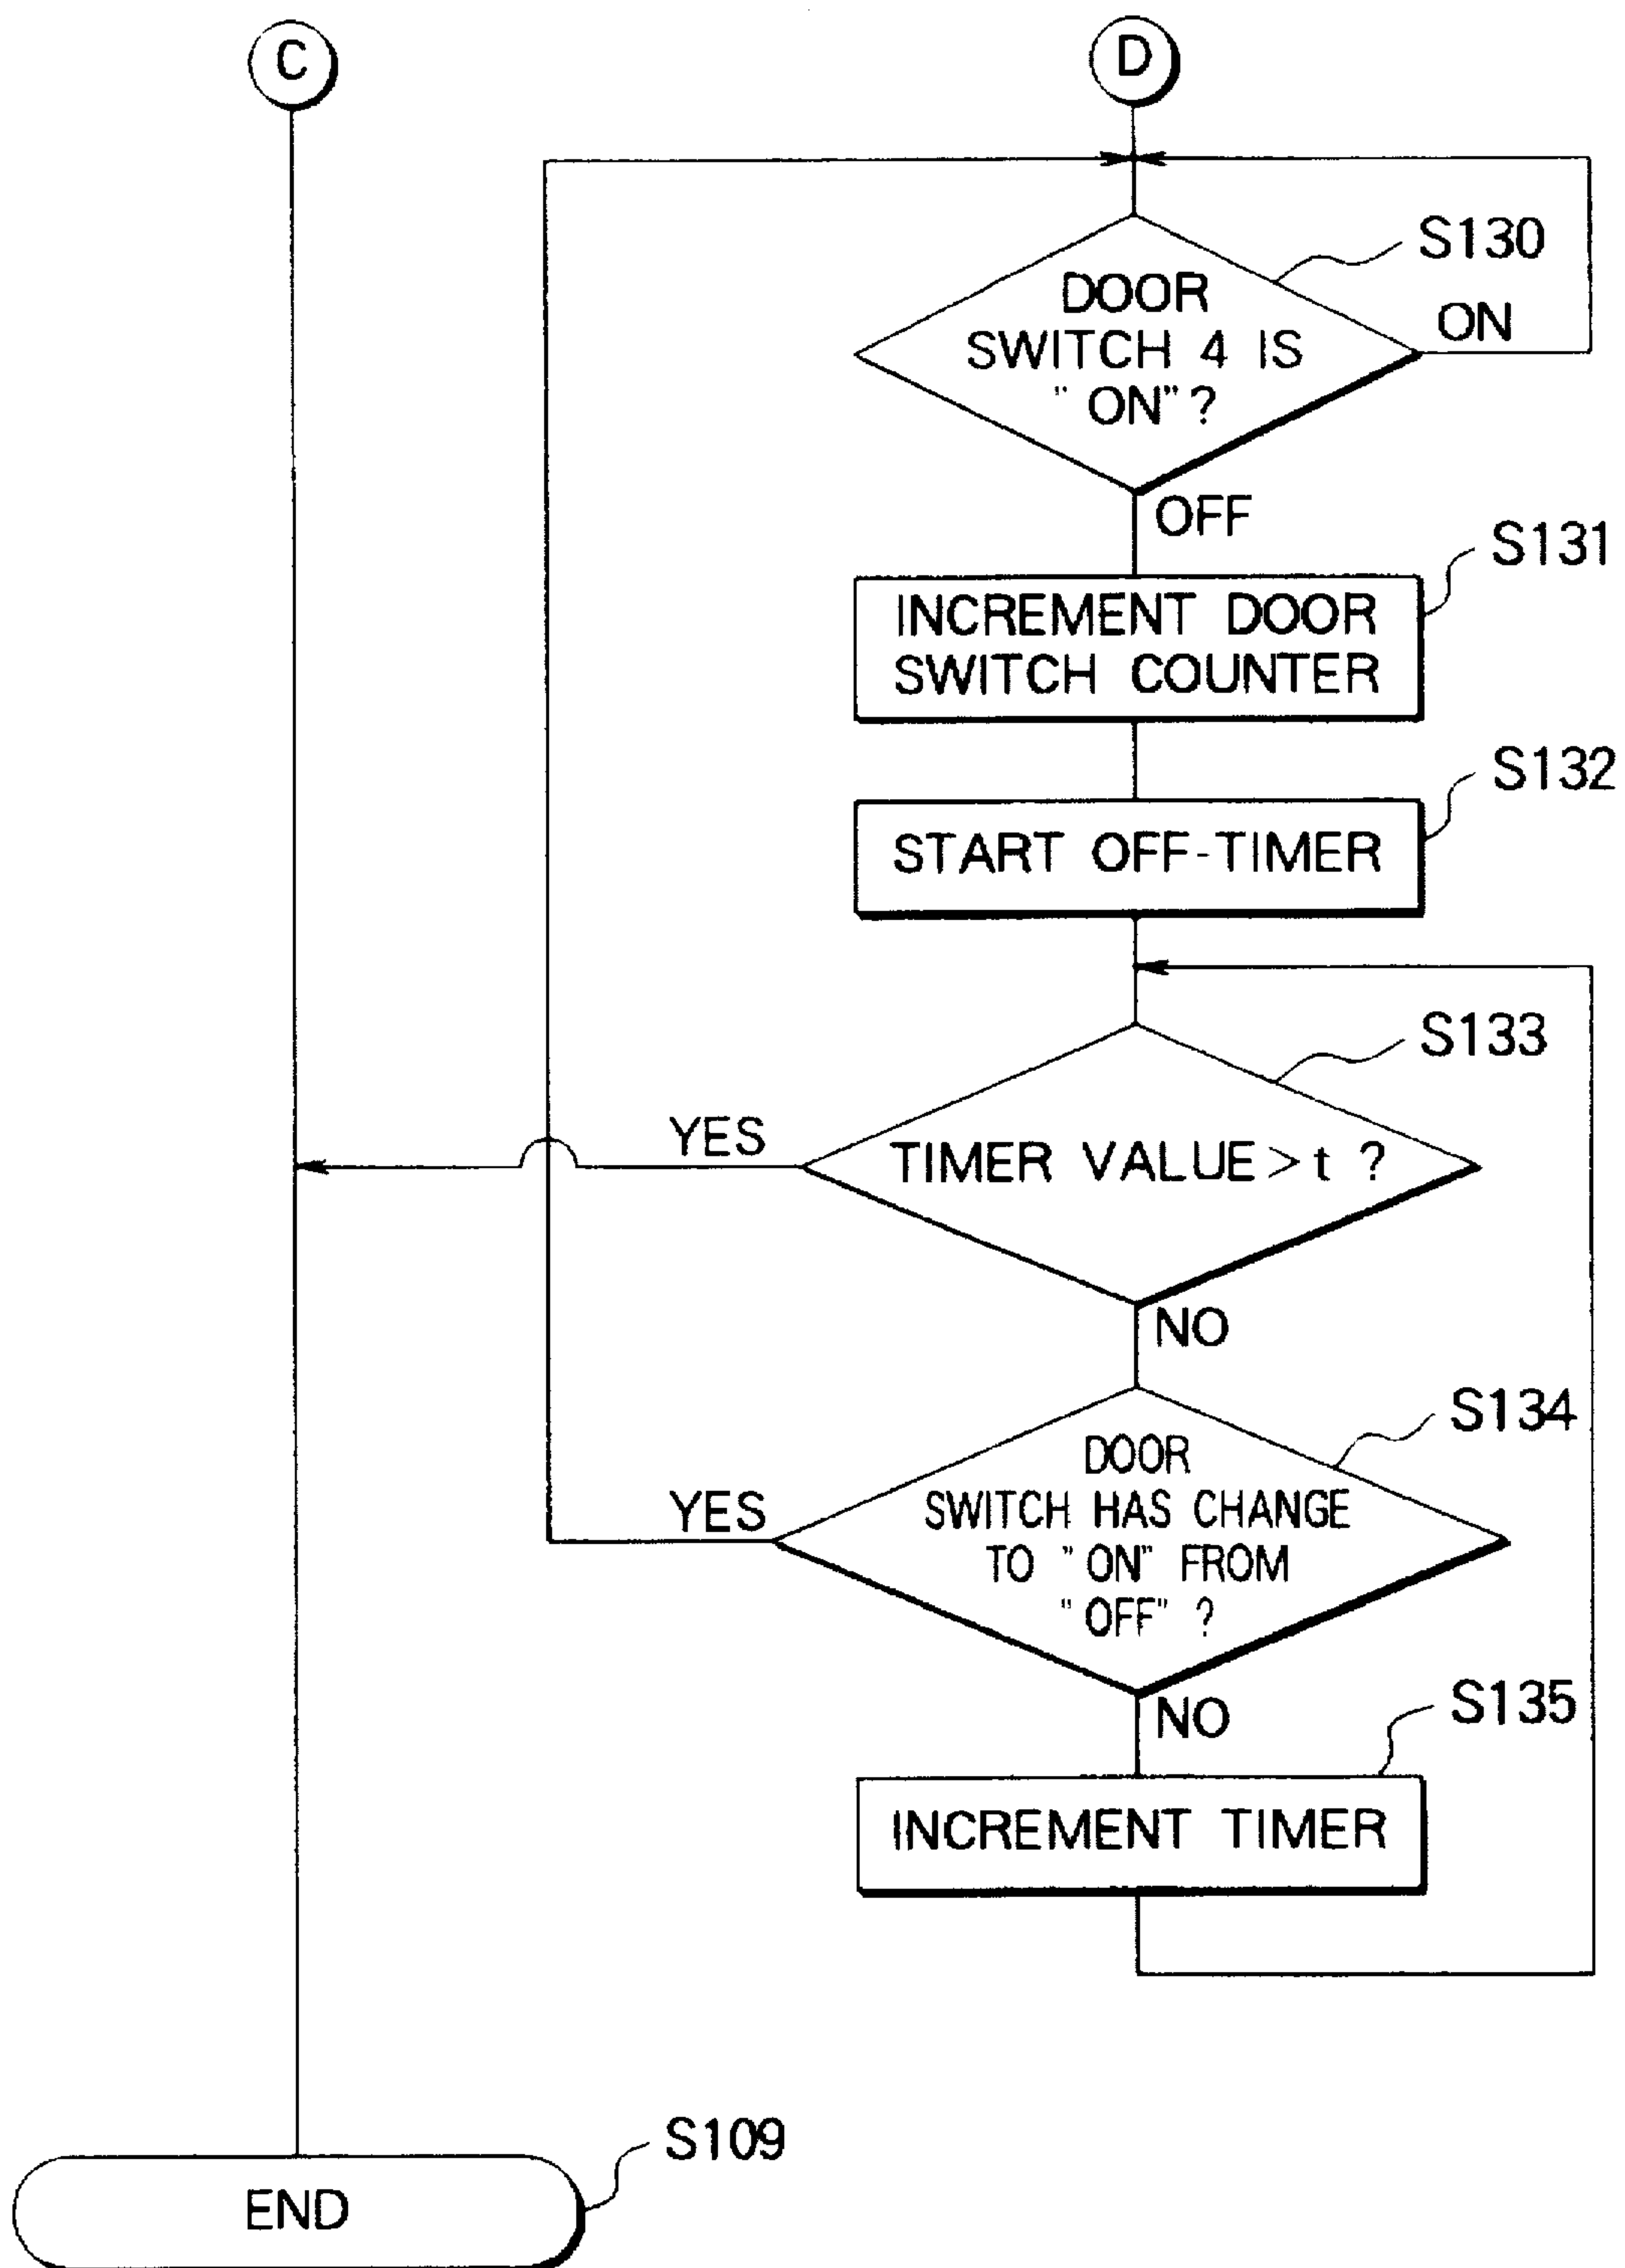 C
D
S130
DOOR
SWITCH 4 IS
"ON"?
ON
OFF
S131
INCREMENT DOOR
SWITCH COUNTER
S132
START OFF-TIMER
S133
YES
TIMER VALUE>t ?
NO
S134
DOOR
SWITCH HAS CHANGE
TO "ON" FROM
"OFF" ?
YES
NO
S135
INCREMENT TIMER
S109
END